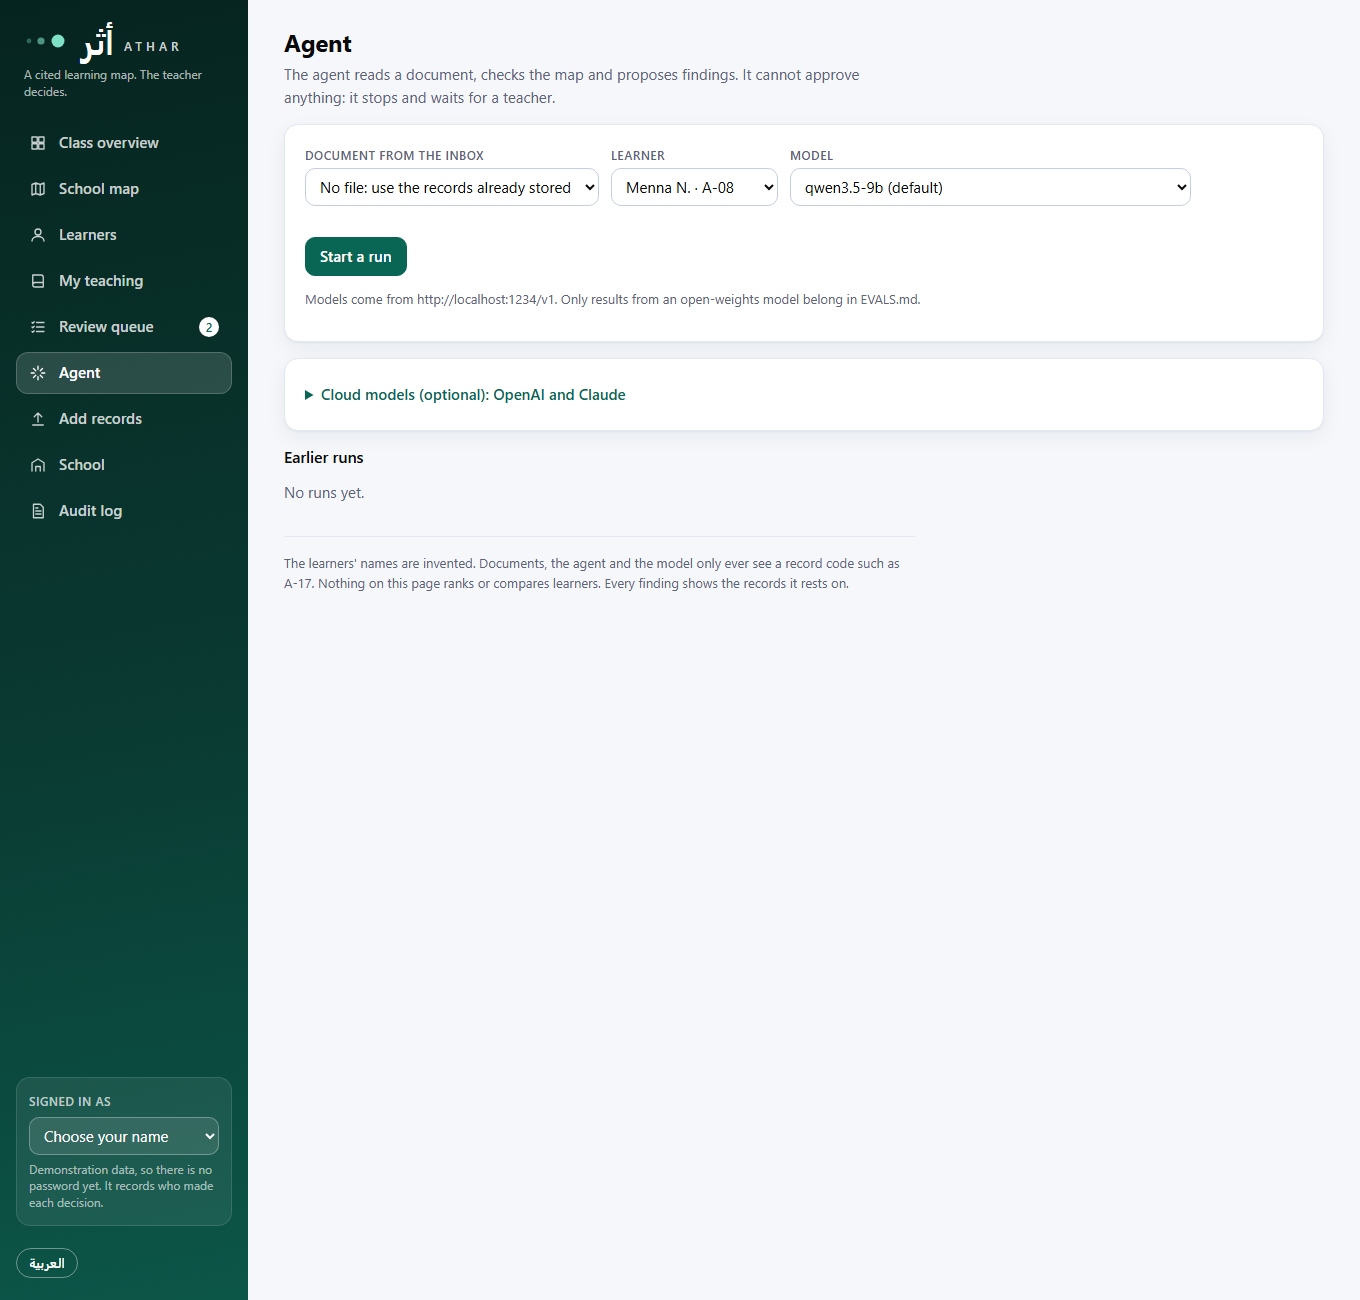 أثر ATHAR
A cited learning map. The teacher
decides.
Class overview
School map
Learners
My teaching
Review queue 2
Agent
Add records
School
Audit log
SIGNED IN AS
Choose your name
Demonstration data, so there is no
password yet. It records who made
each decision.
العربية
Agent
The agent reads a document, checks the map and proposes findings. It cannot approve
anything: it stops and waits for a teacher.
DOCUMENT FROM THE INBOX LEARNER MODEL
No file: use the records already stored Menna N. · A-08 qwen3.5-9b (default)
Start a run
Models come from http://localhost:1234/v1. Only results from an open-weights model belong in EVALS.md.
Cloud models (optional): OpenAI and Claude
Earlier runs
No runs yet.
The learners' names are invented. Documents, the agent and the model only ever see a record code such as
A-17. Nothing on this page ranks or compares learners. Every finding shows the records it rests on.